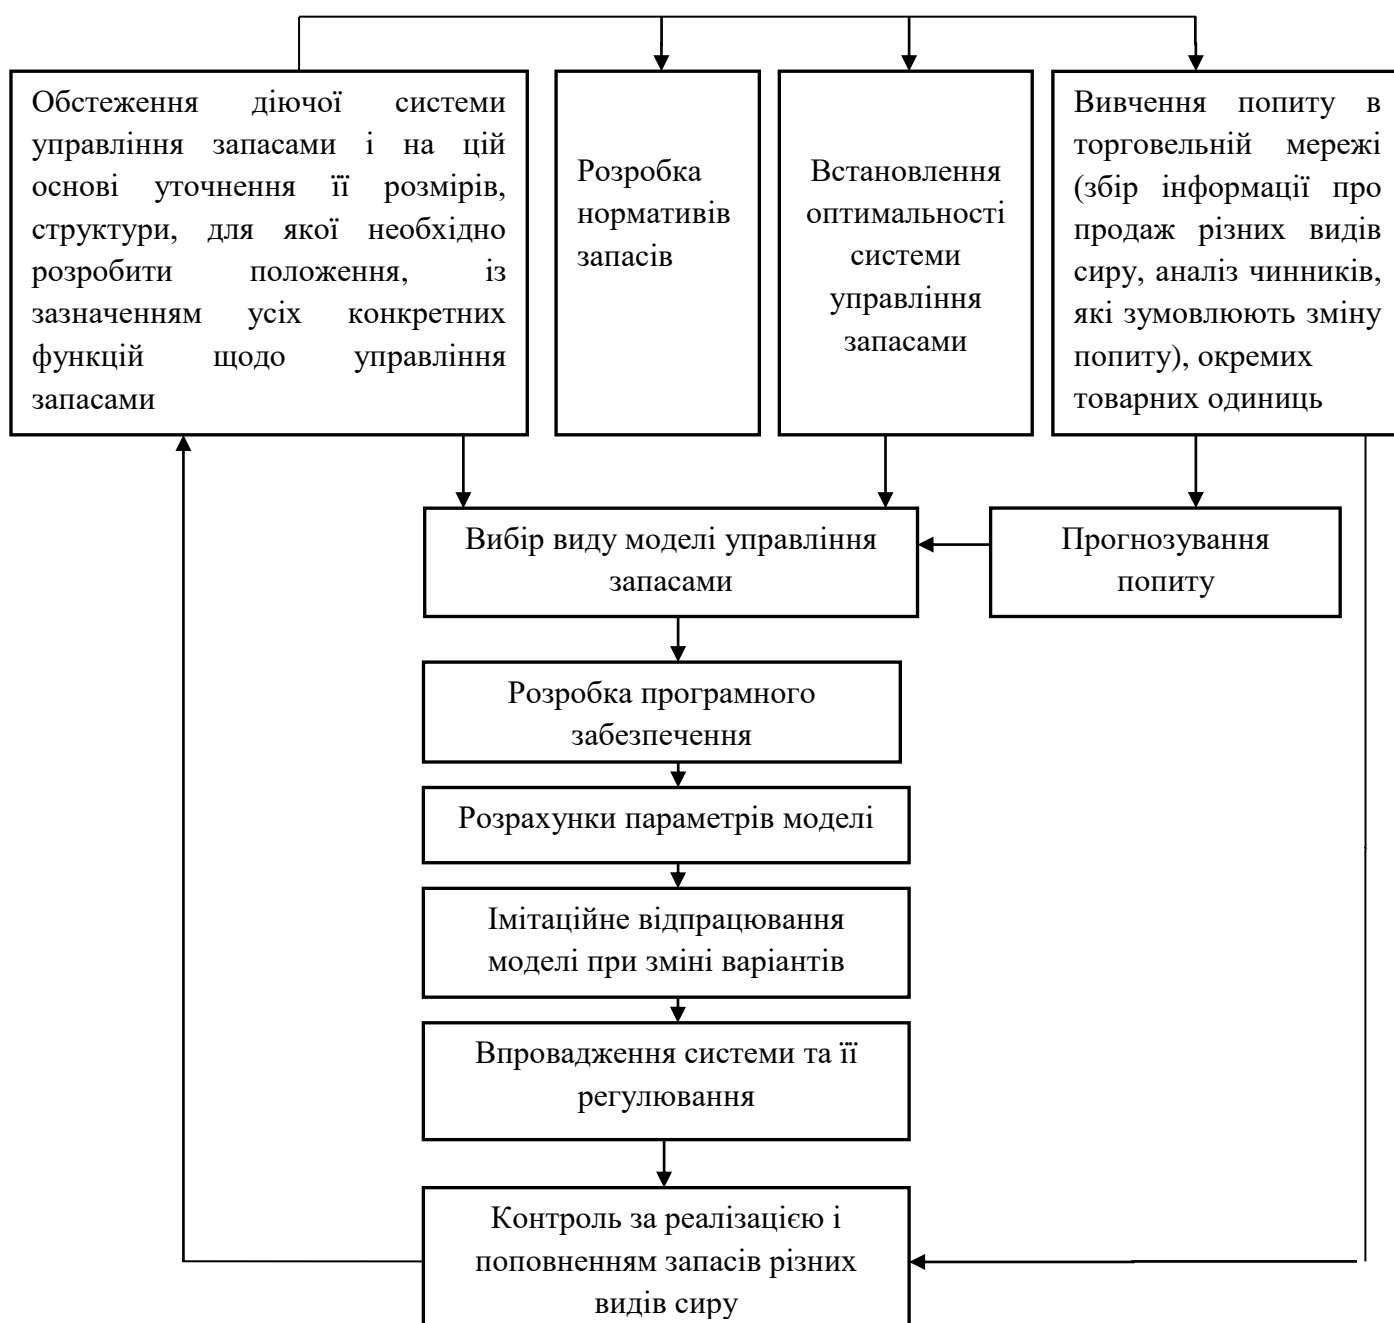 Обстеження діючої системи
управління запасами і на цій
основі уточнення її розмірів,
структури, для якої необхідно
розробити положення, із
зазначенням усіх конкретних
функцій щодо управління
запасами
Розробка
нормативів
запасів
Встановлення
оптимальності
системи
управління
запасами
Вивчення попиту в
торговельній мережі
(збір інформації про
продаж різних видів
сиру, аналіз чинників,
які зумовлюють зміну
попиту), окремих
товарних одиниць
Вибір виду моделі управління
запасами
Прогнозування
попиту
Розробка програмного
забезпечення
Розрахунки параметрів моделі
Імітаційне відпрацювання
моделі при зміні варіантів
Впровадження системи та її
регулювання
Контроль за реалізацією і
поповненням запасів різних
видів сиру